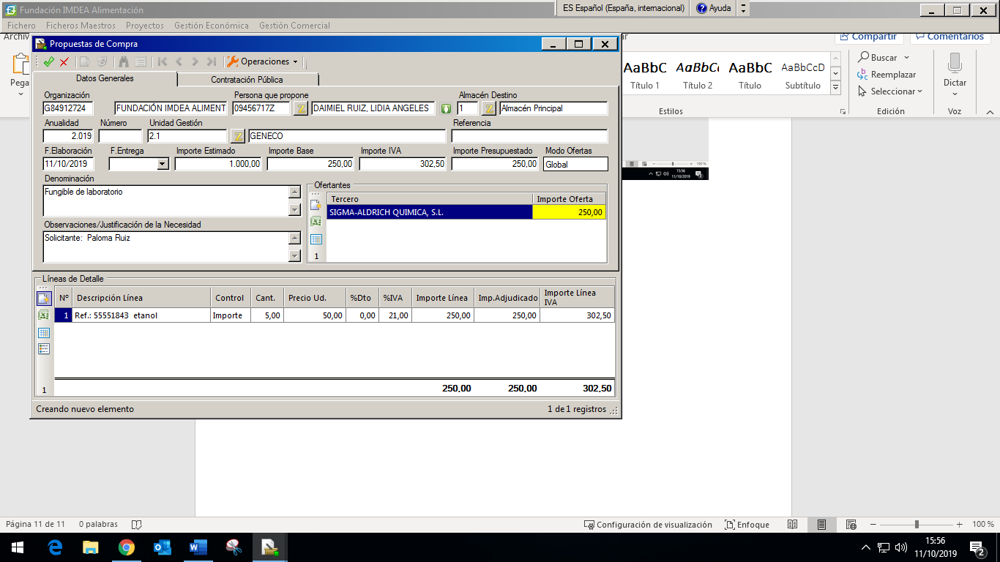 Fundación IMDEA Alimentación
ES Español (España, internacional) Ayuda
Fichero Ficheros Maestros Proyectos Gestión Económica Gestión Comercial
Compartir Comentarios
Propuestas de Compra
Operaciones
Datos Generales Contratación Pública
Organización Persona que propone Almacén Destino
G84912724 FUNDACIÓN IMDEA ALIMENT 09456717Z DAIMIEL RUIZ, LIDIA ANGELES 1 Almacén Principal
Anualidad Número Unidad Gestión Referencia
2.019 2.1 GENECO
F.Elaboración F.Entrega Importe Estimado Importe Base Importe IVA Importe Presupuestado Modo Ofertas
11/10/2019 1.000,00 250,00 302,50 250,00 Global
Denominación
Fungible de laboratorio
Observaciones/Justificación de la Necesidad
Solicitante: Paloma Ruiz
Ofertantes
Tercero Importe Oferta
SIGMA-ALDRICH QUIMICA, S.L. 250,00
1
Líneas de Detalle
Nº Descripción Línea Control Cant. Precio Ud. %Dto %IVA Importe Línea Imp.Adjudicado Importe Línea IVA
1 Ref.: 55551843 etanol Importe 5,00 50,00 0,00 21,00 250,00 250,00 302,50
1 250,00 250,00 302,50
Creando nuevo elemento 1 de 1 registros
Pega
AaBbC AaBbC AaBbC AaBbCcD
Título 1 Título 2 Título Subtítulo
Estilos
Buscar
Reemplazar
Seleccionar
Edición
Dictar
Voz
100 %
15:56
11/10/2019
Página 11 de 11 0 palabras Configuración de visualización Enfoque 100 %
15:56
11/10/2019
2